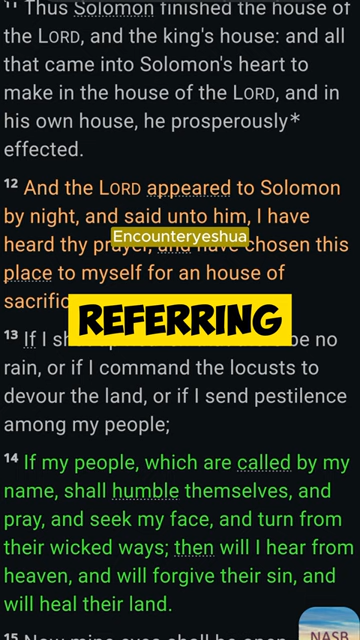 11 Thus Solomon finished the house of
the LORD, and the king's house: and all
that came into Solomon's heart to
make in the house of the LORD, and in
his own house, he prosperously*
effected.
12 And the LORD appeared to Solomon
by night, and said unto him, I have
Encounteryeshua
heard thy prayer, and have chosen this
place to myself for an house of
REFERRING
13 If I
be no
rain, or if I command the locusts to
devour the land, or if I send pestilence
among my people;
14 If my people, which are called by my
name, shall humble themselves, and
pray, and seek my face, and turn from
their wicked ways; then will I hear from
heaven, and will forgive their sin, and
will heal their land.
15
NASB